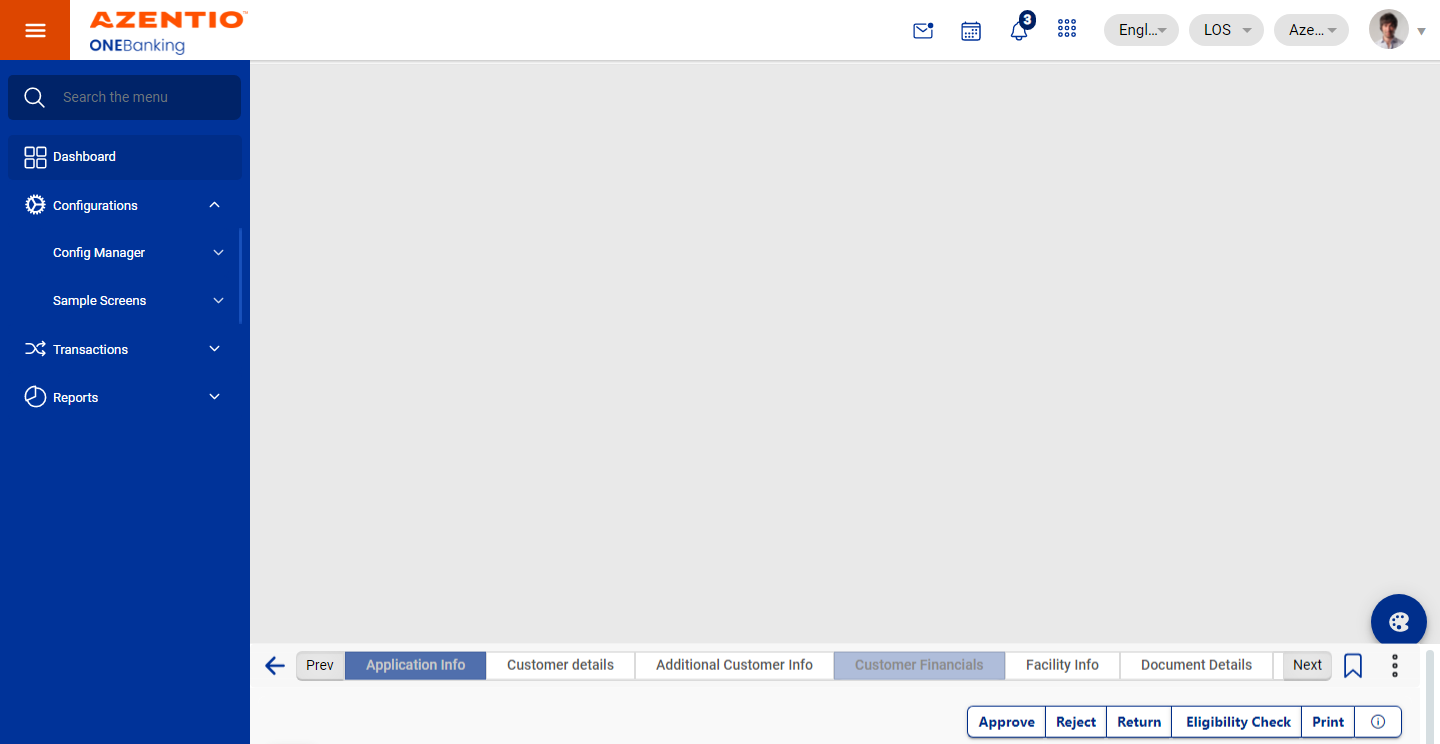 AZENTIO™
ONEBanking
3
Engl...
LOS
Aze...
Search the menu
Dashboard
Configurations
Config Manager
Sample Screens
Transactions
Reports
Prev
Application Info
Customer details
Additional Customer Info
Customer Financials
Facility Info
Document Details
Next
Approve
Reject
Return
Eligibility Check
Print